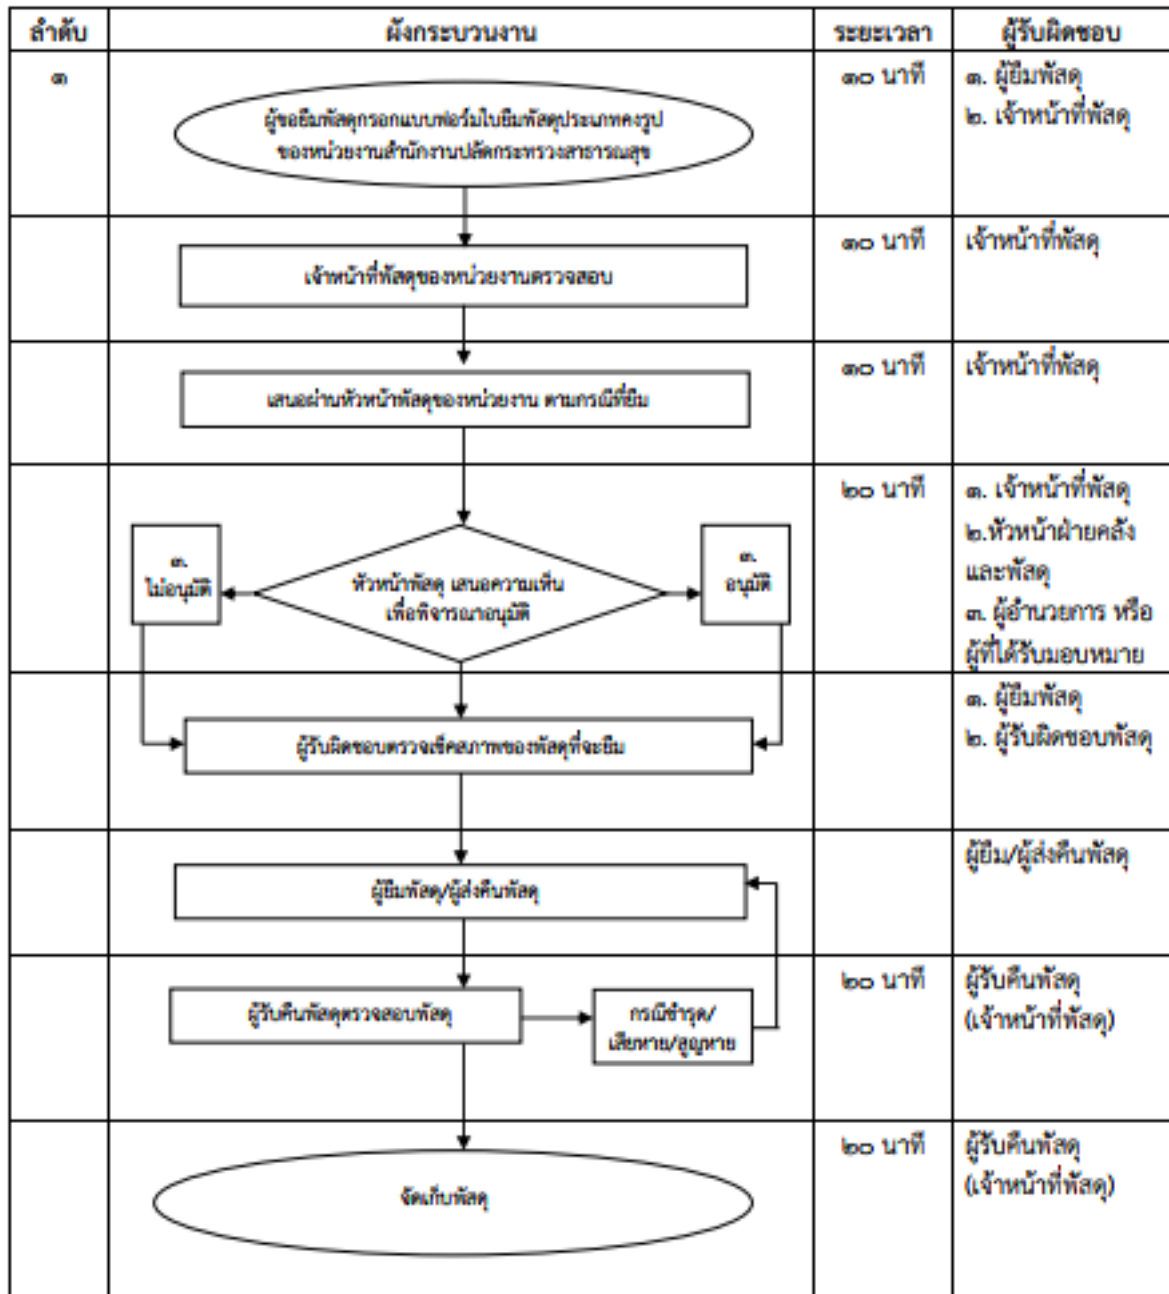 ลำดับ
ผังกระบวนงาน
ระยะเวลา
ผู้รับผิดชอบ
๑
ผู้ขอยืมพัสดุกรอกแบบฟอร์มใบยืมพัสดุประเภทคงรูป
ของหน่วยงานสำนักงานปลัดกระทรวงสาธารณสุข
๑๐ นาที
๑. ผู้ยืมพัสดุ
๒. เจ้าหน้าที่พัสดุ
เจ้าหน้าที่พัสดุของหน่วยงานตรวจสอบ
๑๐ นาที
เจ้าหน้าที่พัสดุ
เสนอผ่านหัวหน้าพัสดุของหน่วยงาน ตามกรณีที่ยืม
๑๐ นาที
เจ้าหน้าที่พัสดุ
๓.
ไม่อนุมัติ
หัวหน้าพัสดุ เสนอความเห็น
เพื่อพิจารณาอนุมัติ
๓.
อนุมัติ
๒๐ นาที
๑. เจ้าหน้าที่พัสดุ
๒.หัวหน้าฝ่ายคลัง
และพัสดุ
๓. ผู้อำนวยการ หรือ
ผู้ที่ได้รับมอบหมาย
ผู้รับผิดชอบตรวจเช็คสภาพของพัสดุที่จะยืม
๑. ผู้ยืมพัสดุ
๒. ผู้รับผิดชอบพัสดุ
ผู้ยืมพัสดุ/ผู้ส่งคืนพัสดุ
ผู้ยืม/ผู้ส่งคืนพัสดุ
ผู้รับคืนพัสดุตรวจสอบพัสดุ
กรณีชำรุด/
เสียหาย/สูญหาย
๒๐ นาที
ผู้รับคืนพัสดุ
(เจ้าหน้าที่พัสดุ)
จัดเก็บพัสดุ
๒๐ นาที
ผู้รับคืนพัสดุ
(เจ้าหน้าที่พัสดุ)